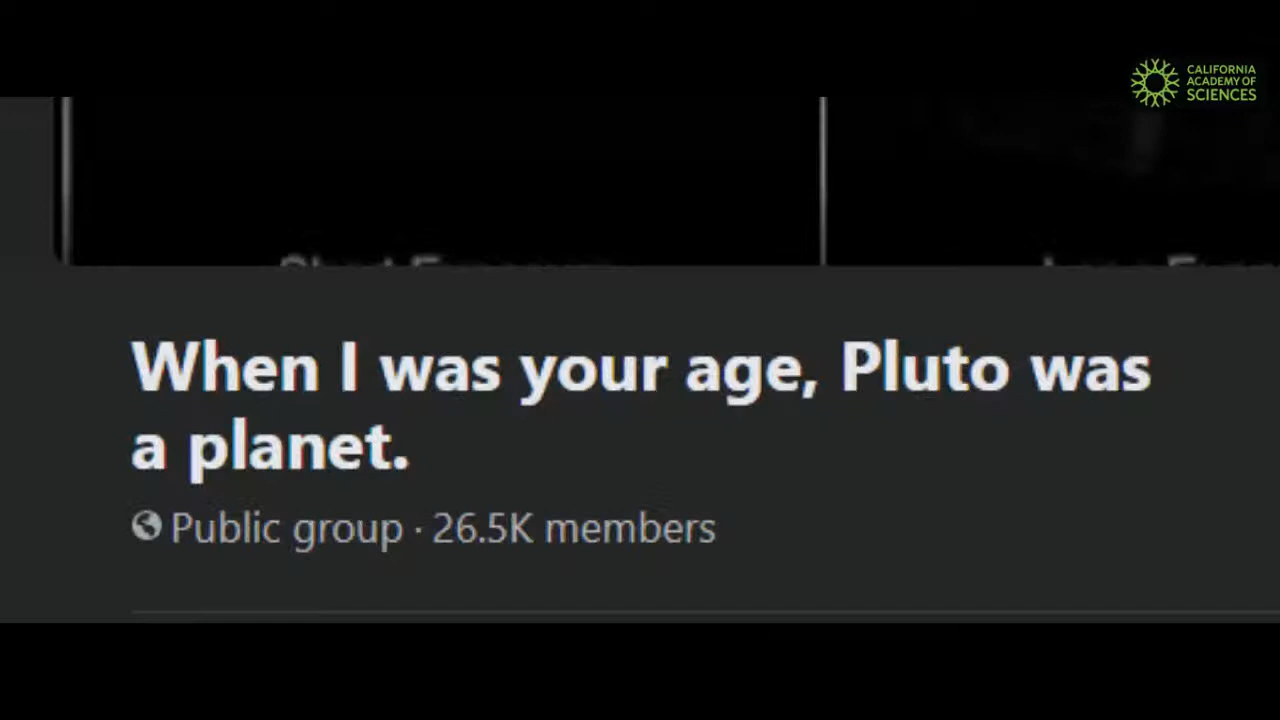 CALIFORNIA
ACADEMY OF
SCIENCES
When I was your age, Pluto was
a planet.
Public group · 26.5K members